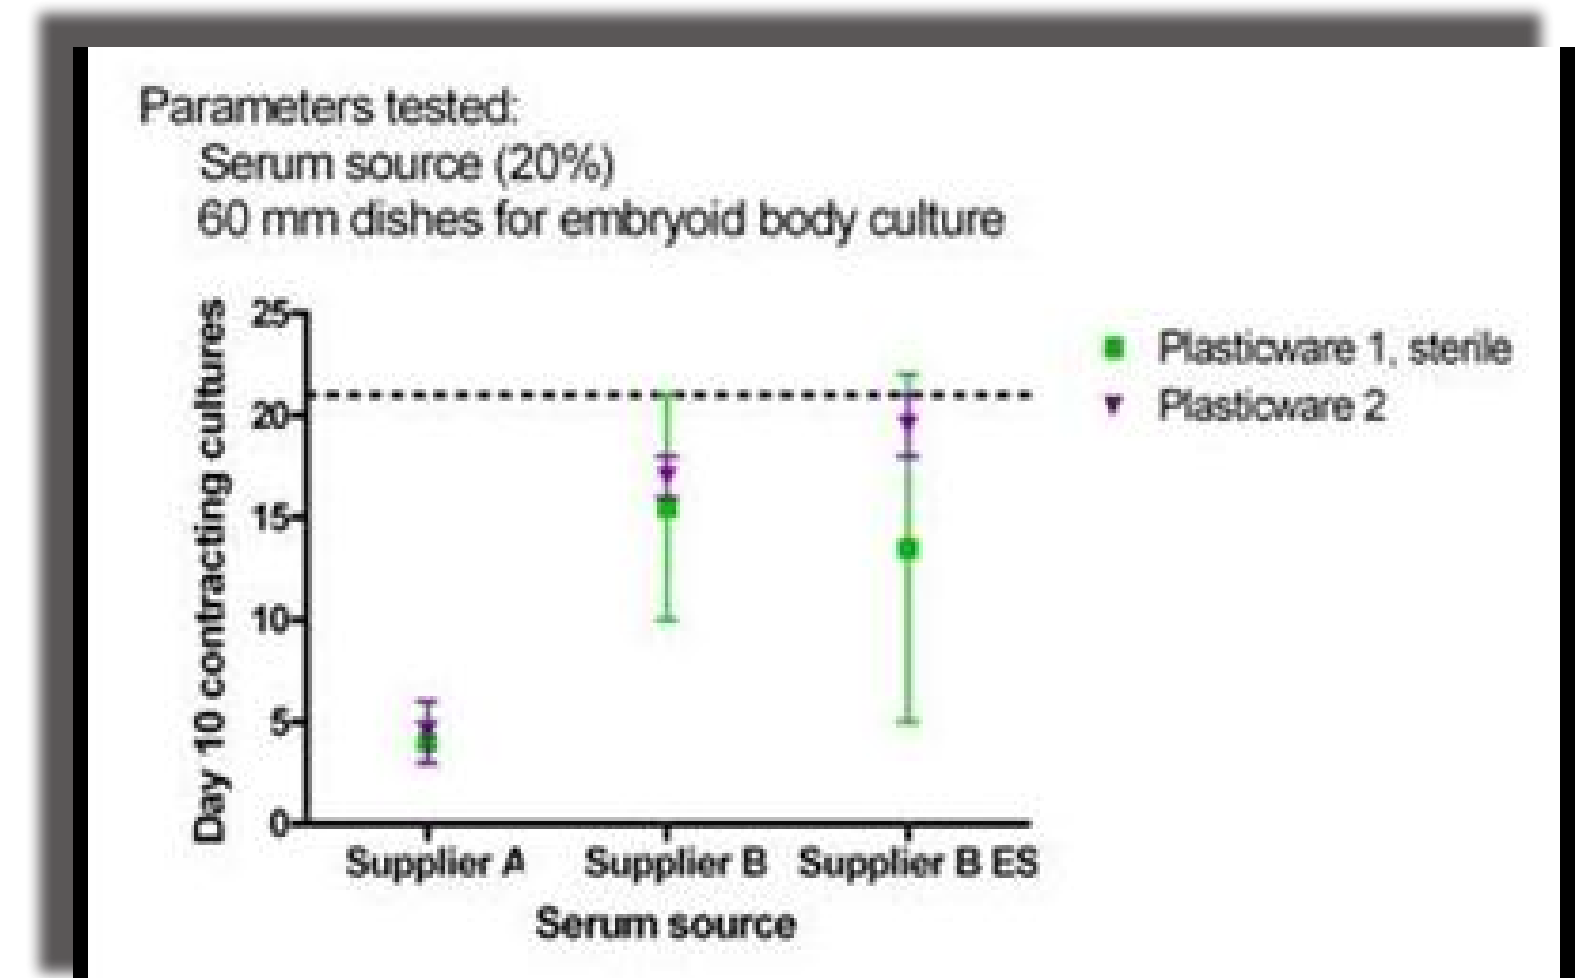 Parameters tested:
Serum source (20%)
60 mm dishes for embryoid body culture
Day 10 contracting cultures
25
20
15
10
5
0
Plasticware 1, sterile
Plasticware 2
Supplier A
Supplier B
Supplier B ES
Serum source